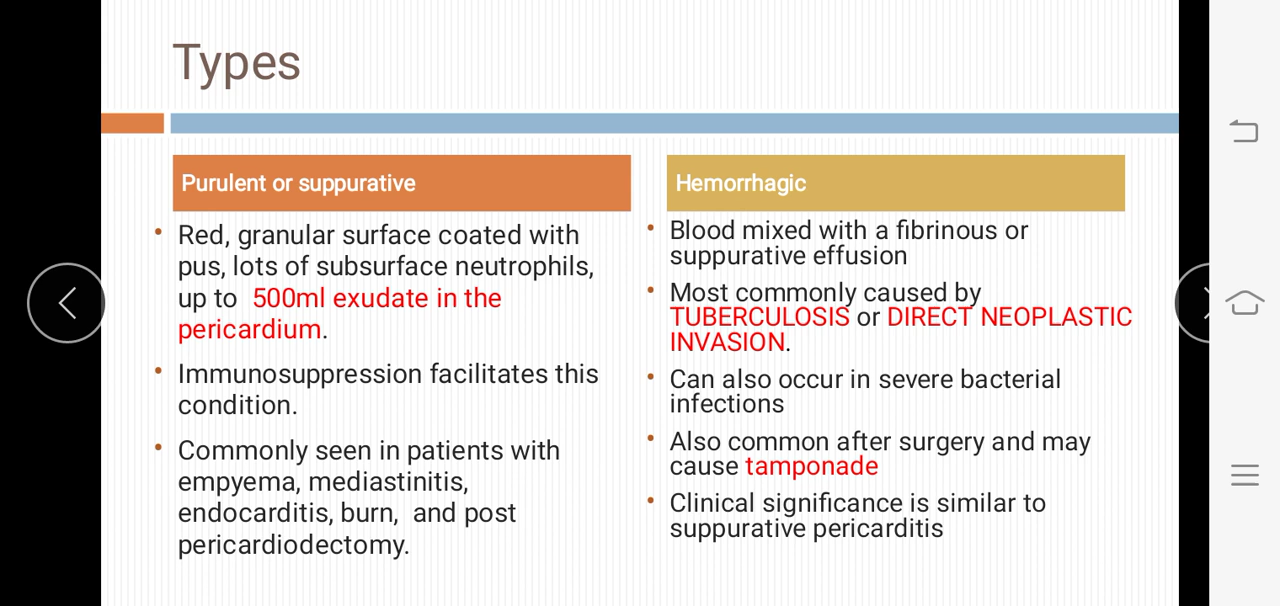 Types
Purulent or suppurative
Red, granular surface coated with
pus, lots of subsurface neutrophils,
up to 500ml exudate in the
pericardium.
Immunosuppression facilitates this
condition.
Commonly seen in patients with
empyema, mediastinitis,
endocarditis, burn, and post
pericardiodectomy.
Hemorrhagic
Blood mixed with a fibrinous or
suppurative effusion
Most commonly caused by
TUBERCULOSIS or DIRECT NEOPLASTIC
INVASION.
Can also occur in severe bacterial
infections
Also common after surgery and may
cause tamponade
Clinical significance is similar to
suppurative pericarditis